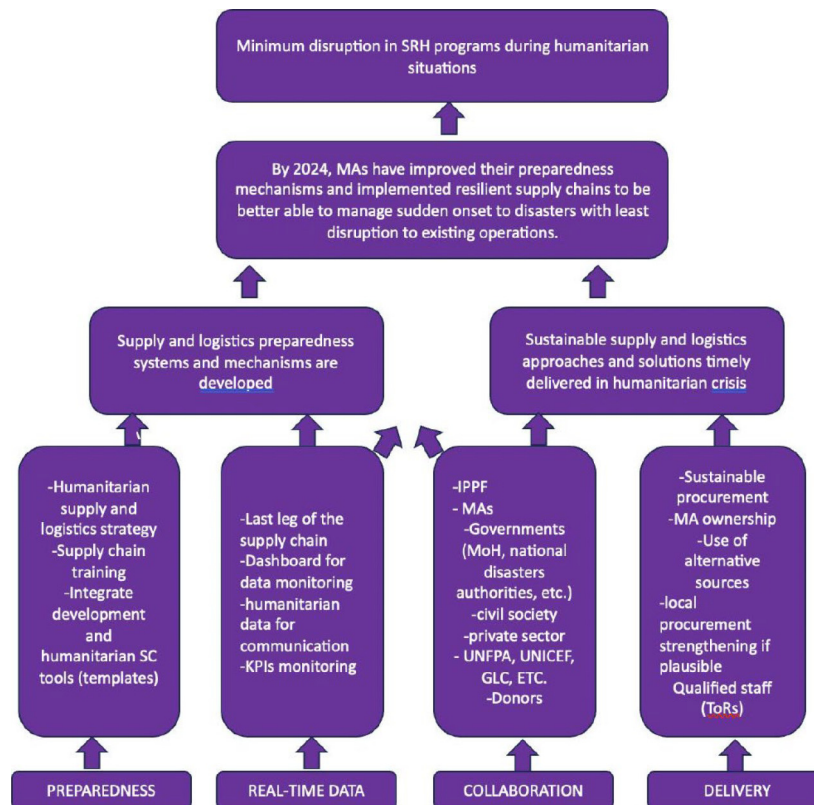 Minimum disruption in SRH programs during humanitarian
situations
By 2024, MAs have improved their preparedness
mechanisms and implemented resilient supply chains to be
better able to manage sudden onset to disasters with least
disruption to existing operations.
Supply and logistics preparedness
systems and mechanisms are
developed
Sustainable supply and logistics
approaches and solutions timely
delivered in humanitarian crisis
-Humanitarian
supply and
logistics strategy
-Supply chain
training
-Integrate
development
and
humanitarian SC
tools (templates)
-Last leg of the
supply chain
-Dashboard for
data monitoring
-humanitarian
data for
communication
-KPIs monitoring
-IPPF
- MAs
-Governments
(MoH, national
disasters
authorities, etc.)
-civil society
-private sector
- UNFPA, UNICEF,
GLC, ETC.
-Donors
-Sustainable
procurement
-MA ownership
-Use of
alternative
sources
-local
procurement
strengthening if
plausible
Qualified staff
(ToRs)
PREPAREDNESS
REAL-TIME DATA
COLLABORATION
DELIVERY